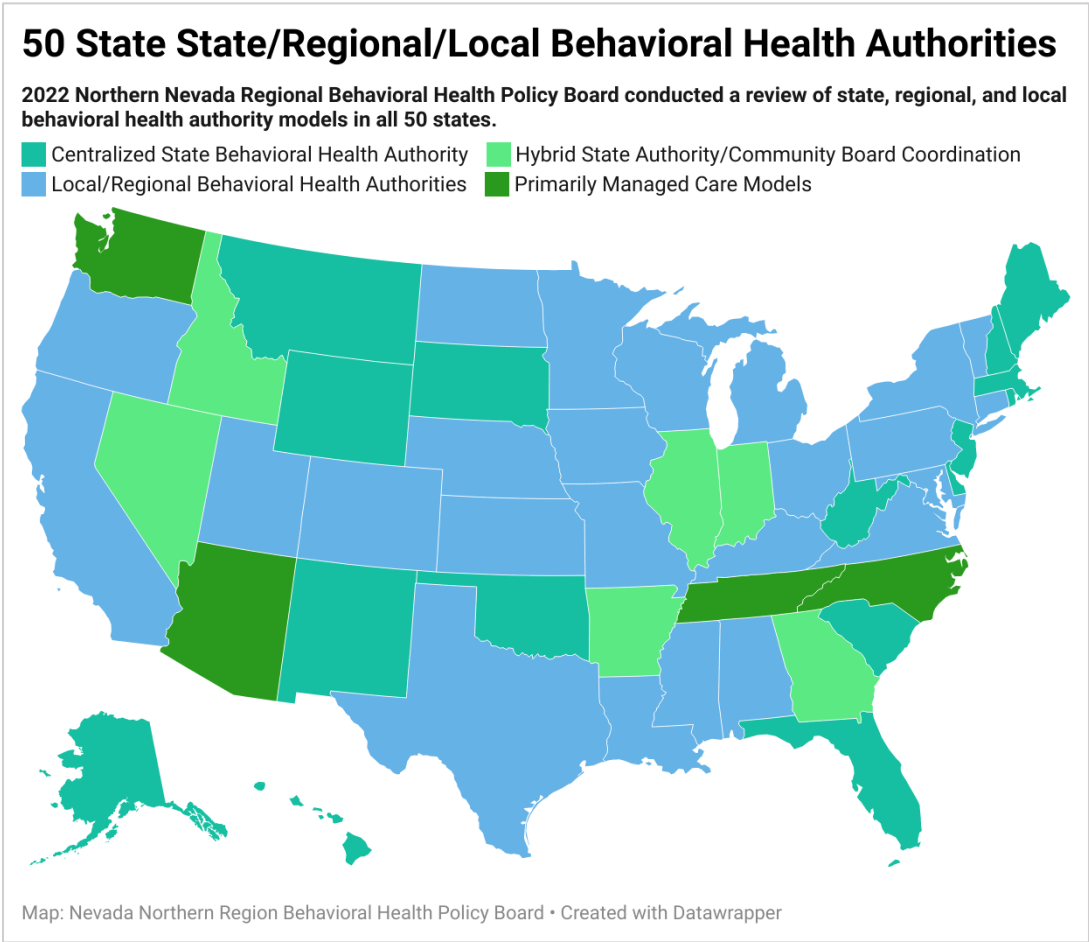 50 State State/Regional/Local Behavioral Health Authorities
2022 Northern Nevada Regional Behavioral Health Policy Board conducted a review of state, regional, and local
behavioral health authority models in all 50 states.
Centralized State Behavioral Health Authority Hybrid State Authority/Community Board Coordination
Local/Regional Behavioral Health Authorities Primarily Managed Care Models
Map: Nevada Northern Region Behavioral Health Policy Board • Created with Datawrapper